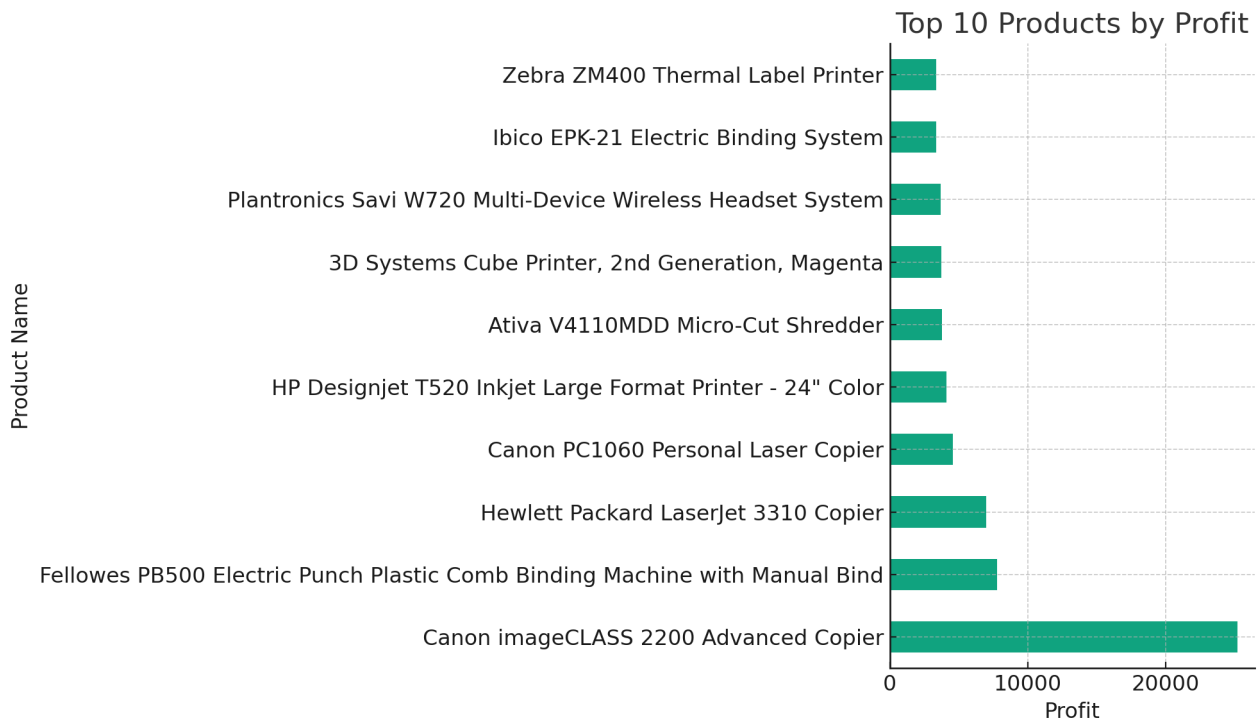 Top 10 Products by Profit
Zebra ZM400 Thermal Label Printer
Ibico EPK-21 Electric Binding System
Plantronics Savi W720 Multi-Device Wireless Headset System
3D Systems Cube Printer, 2nd Generation, Magenta
Ativa V4110MDD Micro-Cut Shredder
HP Designjet T520 Inkjet Large Format Printer - 24" Color
Canon PC1060 Personal Laser Copier
Hewlett Packard LaserJet 3310 Copier
Fellowes PB500 Electric Punch Plastic Comb Binding Machine with Manual Bind
Canon imageCLASS 2200 Advanced Copier
Product Name
0 10000 20000
Profit